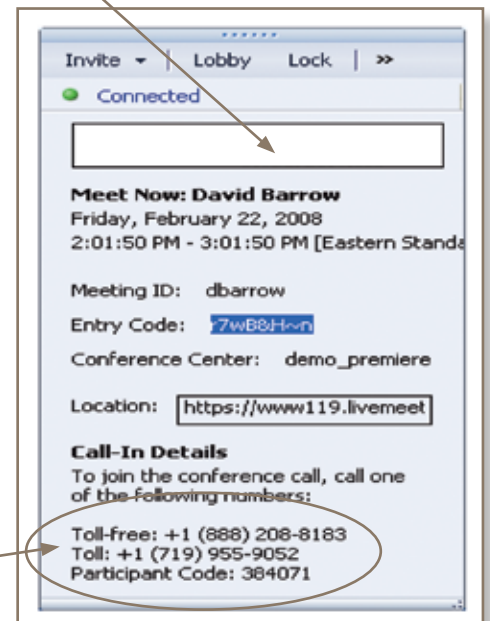 Invite Lobby Lock »
Connected
Meet Now: David Barrow
Friday, February 22, 2008
2:01:50 PM - 3:01:50 PM [Eastern Standa
Meeting ID: dbarrow
Entry Code: r7wB&H~n
Conference Center: demo_premiere
Location: https://www119.livemeet
Call-In Details
To join the conference call, call one
of the following numbers:
Toll-free: +1 (888) 208-8183
Toll: +1 (719) 955-9052
Participant Code: 384071